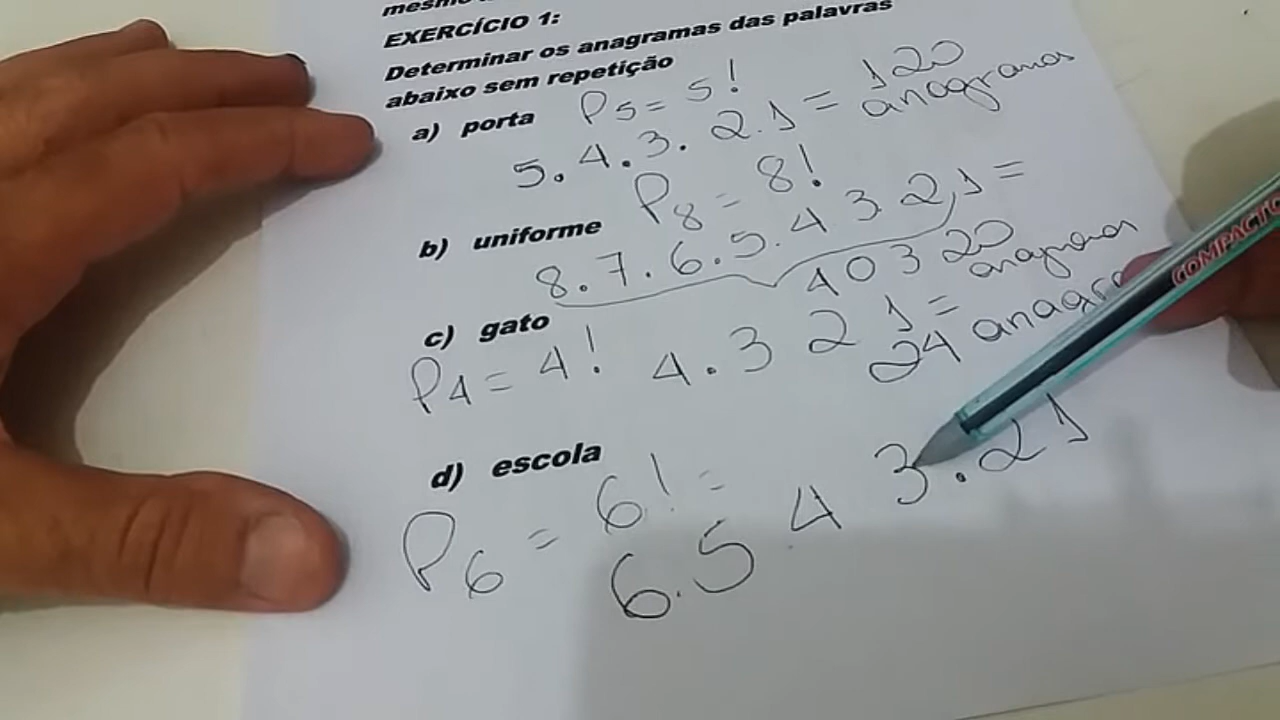 EXERCÍCIO 1:
Determinar os anagramas das palavras
abaixo sem repetição
a) porta P5 = 5!
5.4.3.2.1 = 120
anagramas
P8 = 8!
b) uniforme
8.7.6.5.4 3 2,1 =
40320
anagramas
c) gato
P4 = 4! 4.3 2 1 =
24 anagra
d) escola
P6 = 6! =
6.5 4 3.2 1
COMPACTO